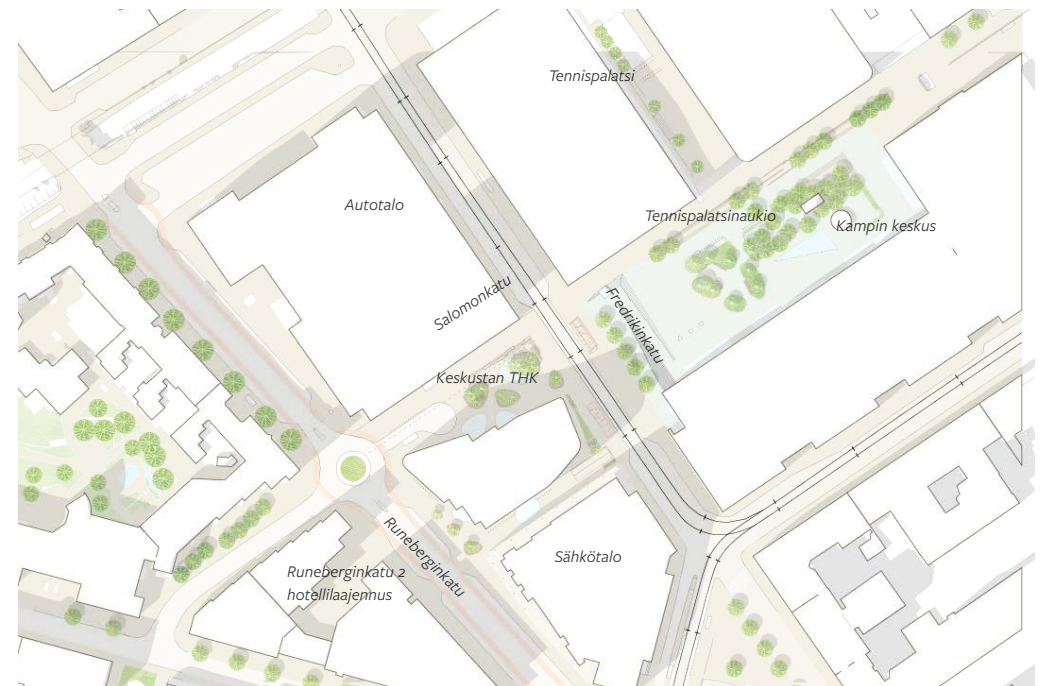 Tennispalatsi
Autotalo
Tennispalatsinaukio
Kampin keskus
Salomonkatu
Fredrikinkatu
Keskustan THK
Runeberginkatu
Sähkötalo
Runeberginkatu 2
hotellilaajennus